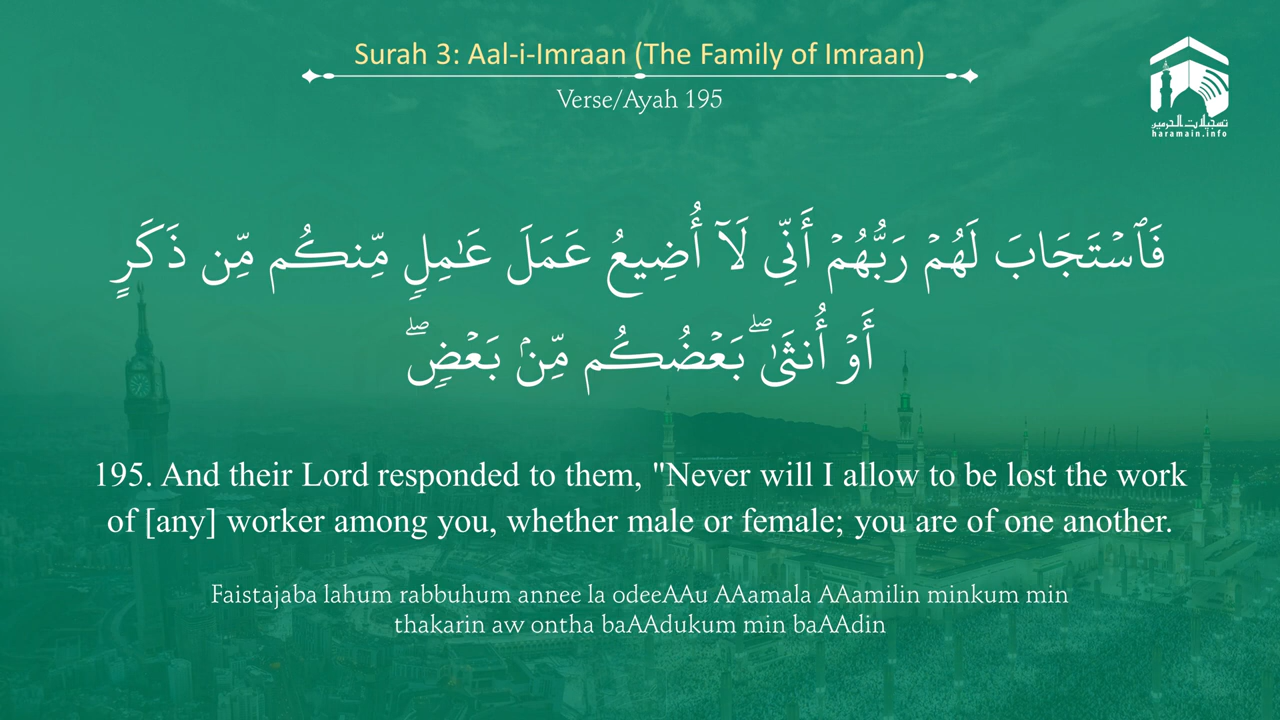 Surah 3: Aal-i-Imraan (The Family of Imraan)
Verse/Ayah 195
تسجيلات الحرمين
haramain.info
فَٱسْتَجَابَ لَهُمْ رَبُّهُمْ أَنِّى لَآ أُضِيعُ عَمَلَ عَـٰمِلٍ مِّنكُم مِّن ذَكَرٍ
أَوْ أُنثَىٰ ۖ بَعْضُكُم مِّنۢ بَعْضٍ ۖ
195. And their Lord responded to them, "Never will I allow to be lost the work
of [any] worker among you, whether male or female; you are of one another.
Faistajaba lahum rabbuhum annee la odeeAAu AAamala AAamilin minkum min
thakarin aw ontha baAAdukum min baAAdin